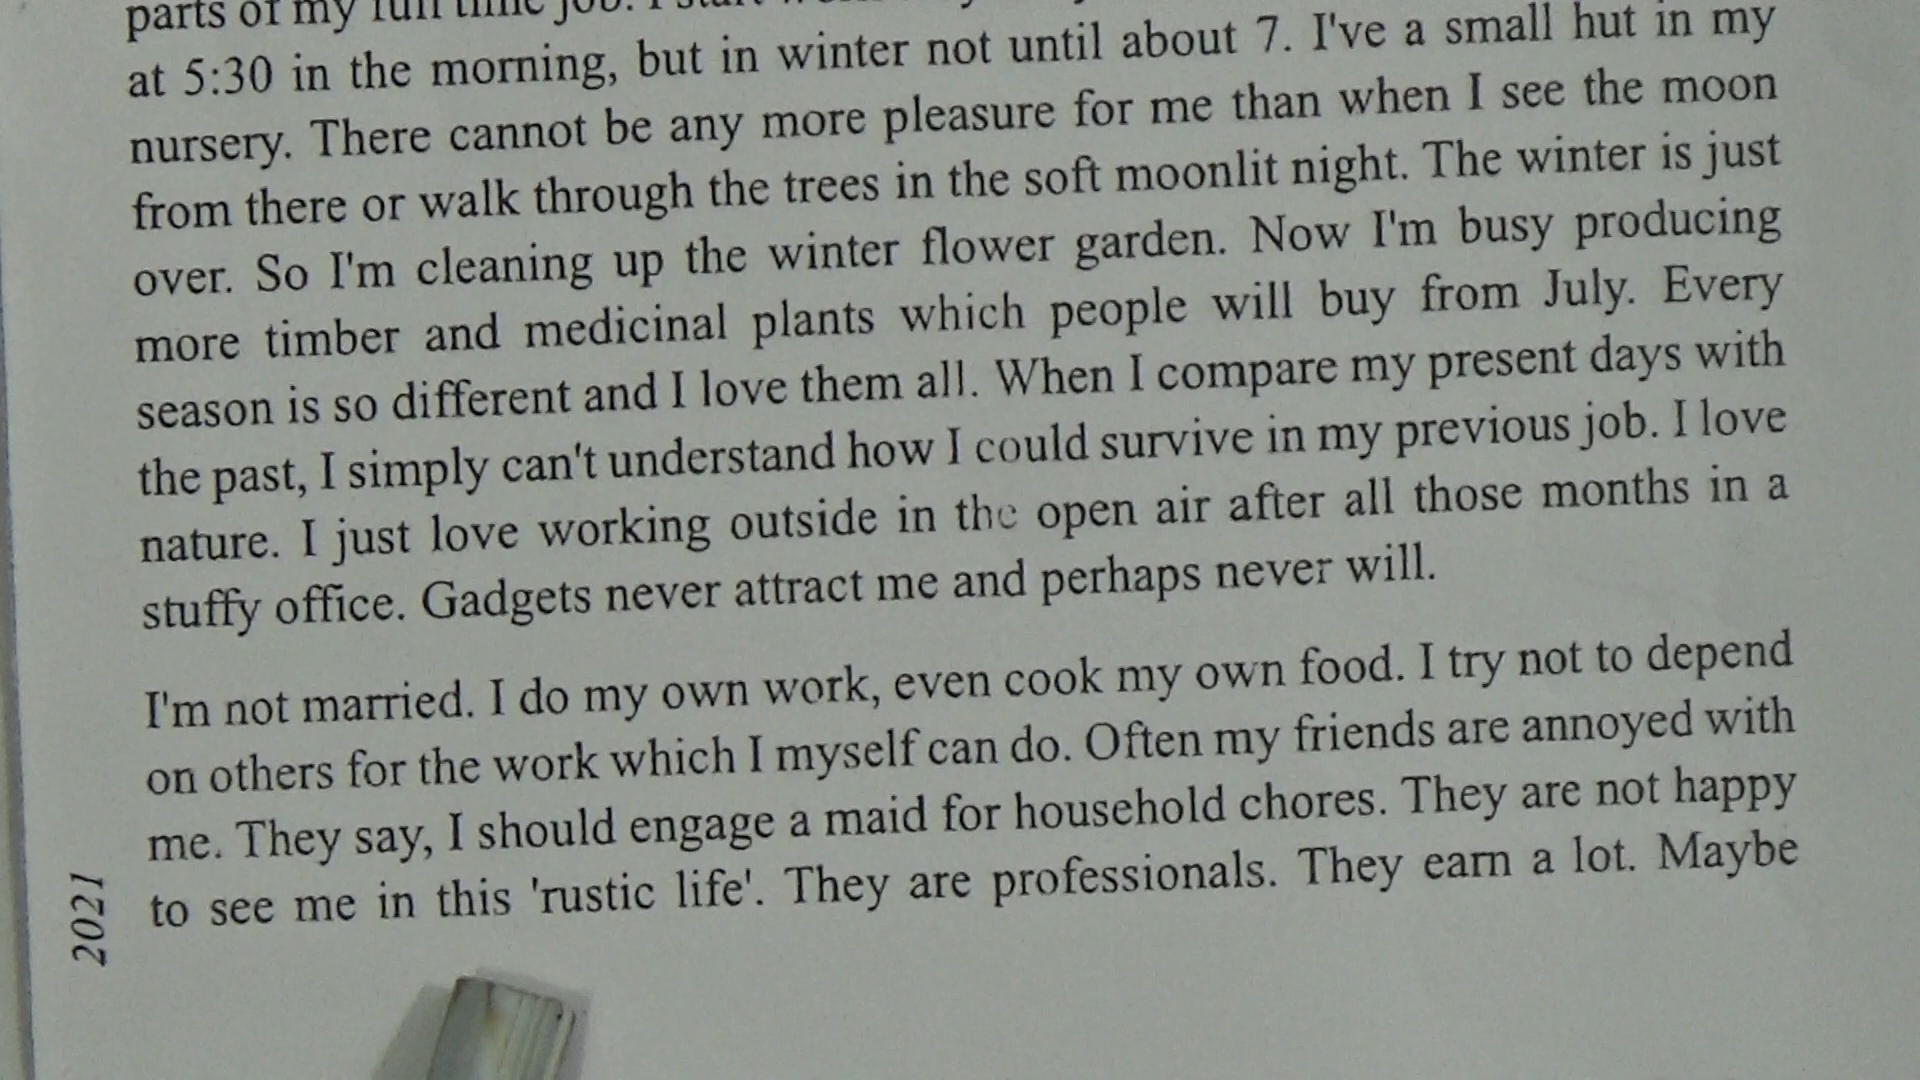 parts of my full time job. I start
at 5:30 in the morning, but in winter not until about 7. I've a small hut in my
nursery. There cannot be any more pleasure for me than when I see the moon
from there or walk through the trees in the soft moonlit night. The winter is just
over. So I'm cleaning up the winter flower garden. Now I'm busy producing
more timber and medicinal plants which people will buy from July. Every
season is so different and I love them all. When I compare my present days with
the past, I simply can't understand how I could survive in my previous job. I love
nature. I just love working outside in the open air after all those months in a
stuffy office. Gadgets never attract me and perhaps never will.
I'm not married. I do my own work, even cook my own food. I try not to depend
on others for the work which I myself can do. Often my friends are annoyed with
me. They say, I should engage a maid for household chores. They are not happy
to see me in this 'rustic life'. They are professionals. They earn a lot. Maybe
2021